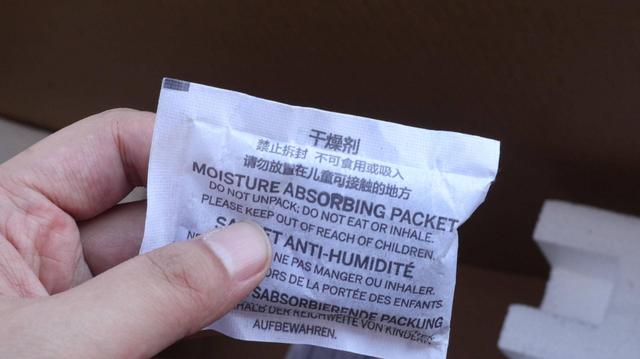 干燥剂
禁止拆封 不可食用或吸入
请勿放置在儿童可接触的地方
MOISTURE ABSORBING PACKET
DO NOT UNPACK; DO NOT EAT OR INHALE.
PLEASE KEEP OUT OF REACH OF CHILDREN.
ANTI-HUMIDITÉ
NE PAS MANGER OU INHALER.
DE LA PORTÉE DES ENFANTS
SABSORBIERENDE PACKUNG
DER REICHWEITE VON
AUFBEWAHREN.